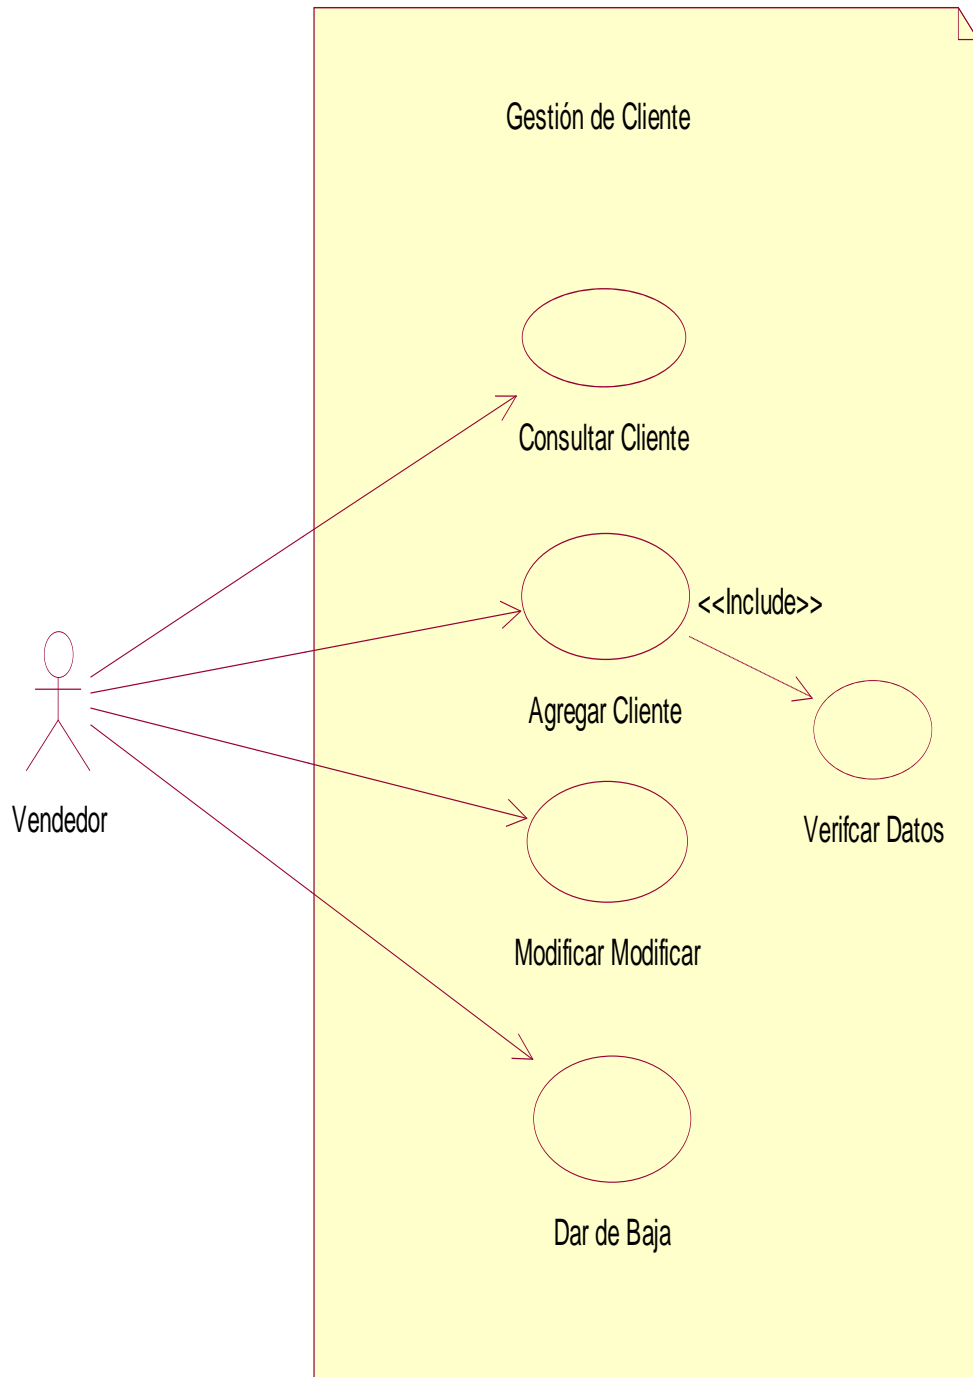 Gestión de Cliente
Consultar Cliente
<<Include>>
Agregar Cliente
Vendedor
Verifcar Datos
Modificar Modificar
Dar de Baja